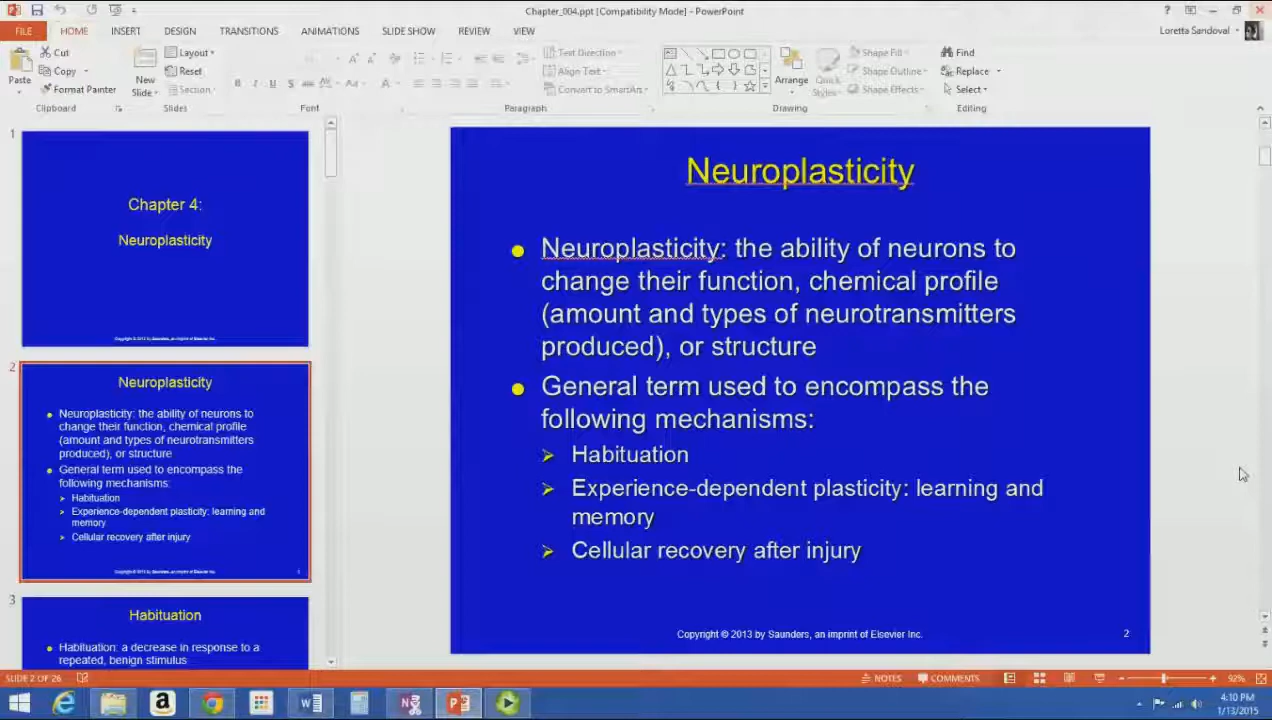 Chapter_004.ppt [Compatibility Mode] - PowerPoint
?
FILE HOME INSERT DESIGN TRANSITIONS ANIMATIONS SLIDE SHOW REVIEW VIEW
Loretta Sandoval
Paste
Cut
Copy
Format Painter
Clipboard
New
Slide
Layout
Reset
Section
Slides
B I U S abc AV Aa A
Font
Text Direction
Align Text
Convert to SmartArt
Paragraph
Arrange
Quick
Styles
Shape Fill
Shape Outline
Shape Effects
Drawing
Find
Replace
Select
Editing
1
Chapter 4:
Neuroplasticity
Copyright © 2013 by Saunders, an imprint of Elsevier Inc.
2
Neuroplasticity
Neuroplasticity: the ability of neurons to
change their function, chemical profile
(amount and types of neurotransmitters
produced), or structure
General term used to encompass the
following mechanisms:
Habituation
Experience-dependent plasticity: learning and
memory
Cellular recovery after injury
Copyright © 2013 by Saunders, an imprint of Elsevier Inc.
3
Habituation
Habituation: a decrease in response to a
repeated, benign stimulus
Neuroplasticity
Neuroplasticity: the ability of neurons to
change their function, chemical profile
(amount and types of neurotransmitters
produced), or structure
General term used to encompass the
following mechanisms:
Habituation
Experience-dependent plasticity: learning and
memory
Cellular recovery after injury
Copyright © 2013 by Saunders, an imprint of Elsevier Inc.
2
SLIDE 2 OF 26
NOTES COMMENTS 92%
4:10 PM
1/13/2015